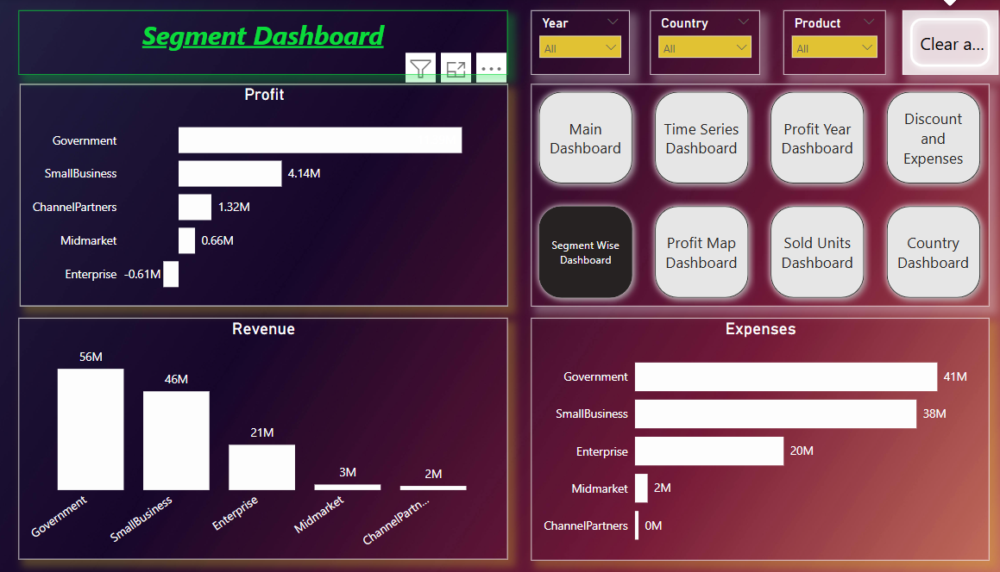 Segment Dashboard
Year
All
Country
All
Product
All
Clear a...
Profit
Government
SmallBusiness
4.14M
ChannelPartners
1.32M
Midmarket
0.66M
Enterprise
-0.61M
Main
Dashboard
Time Series
Dashboard
Profit Year
Dashboard
Discount
and
Expenses
Segment Wise
Dashboard
Profit Map
Dashboard
Sold Units
Dashboard
Country
Dashboard
Revenue
56M
46M
21M
3M
2M
Government
SmallBusiness
Enterprise
Midmarket
ChannelPartn...
Expenses
Government
41M
SmallBusiness
38M
Enterprise
20M
Midmarket
2M
ChannelPartners
0M